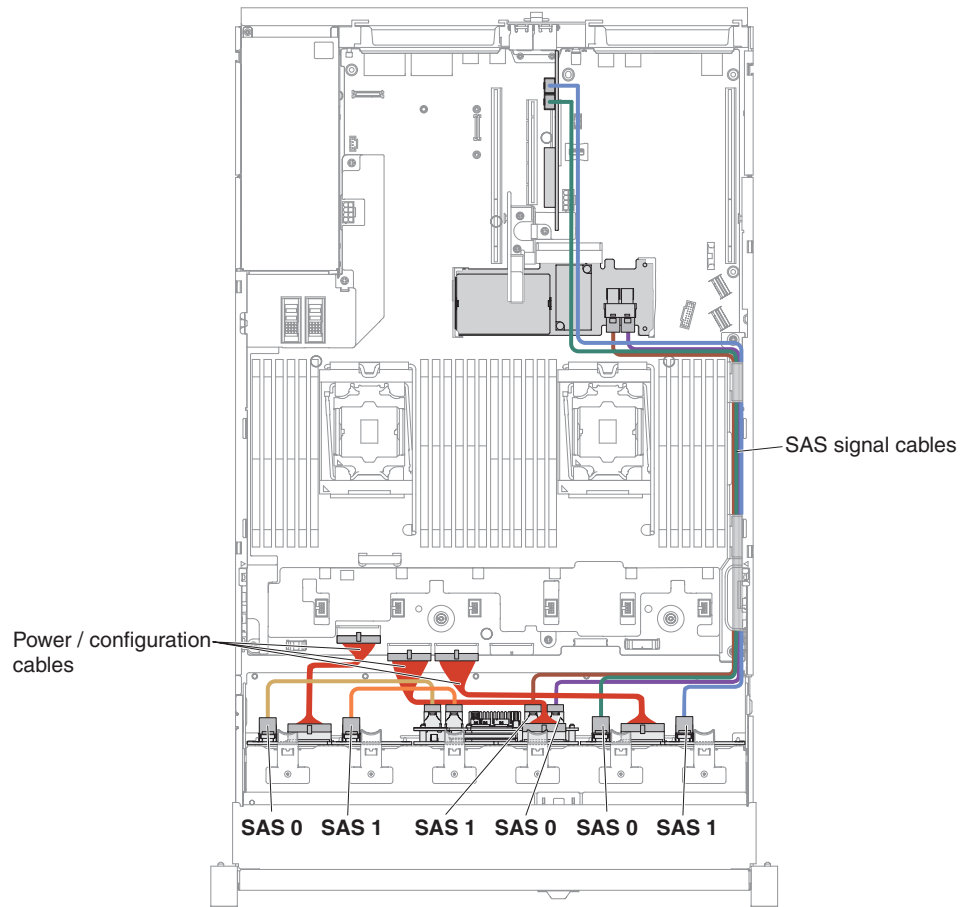 SAS signal cables
Power / configuration
cables
SAS 0 SAS 1 SAS 1 SAS 0 SAS 0 SAS 1